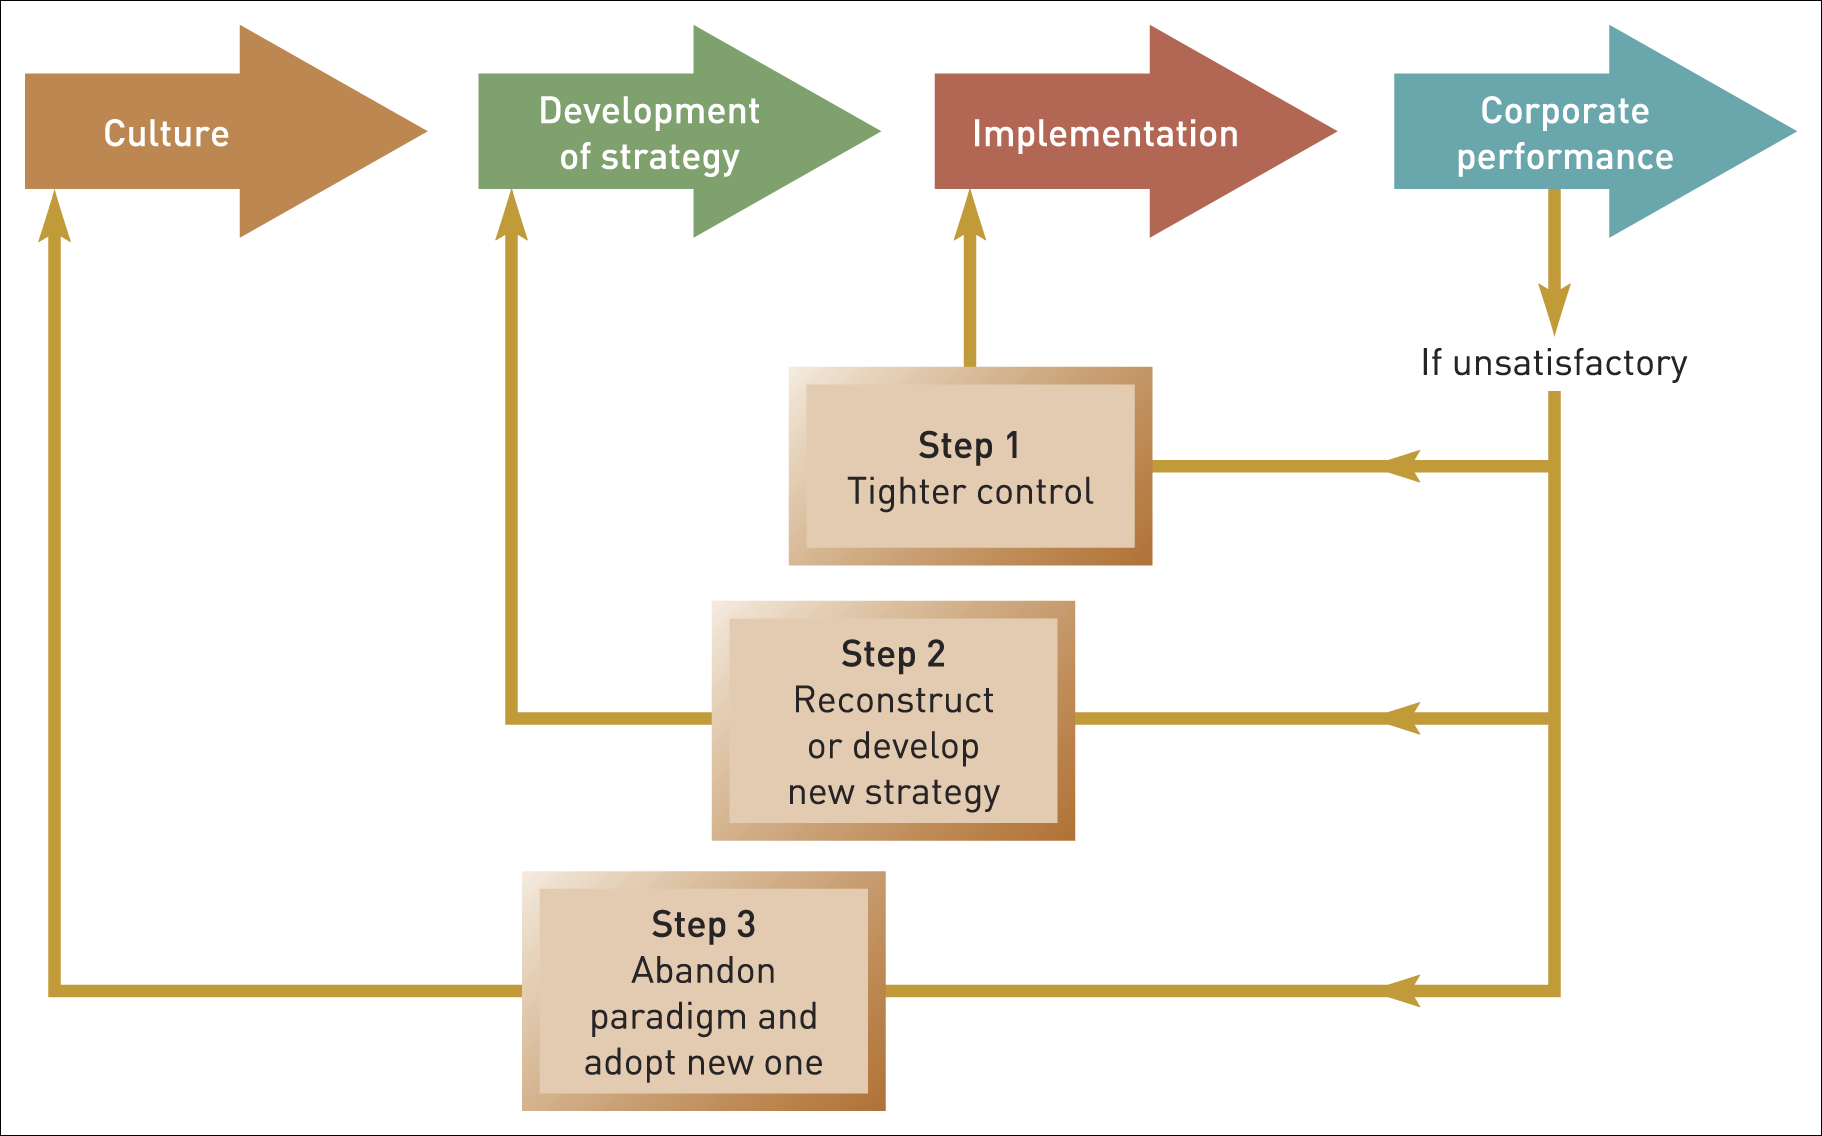 Culture
Development
of strategy
Implementation
Corporate
performance
If unsatisfactory
Step 1
Tighter control
Step 2
Reconstruct
or develop
new strategy
Step 3
Abandon
paradigm and
adopt new one